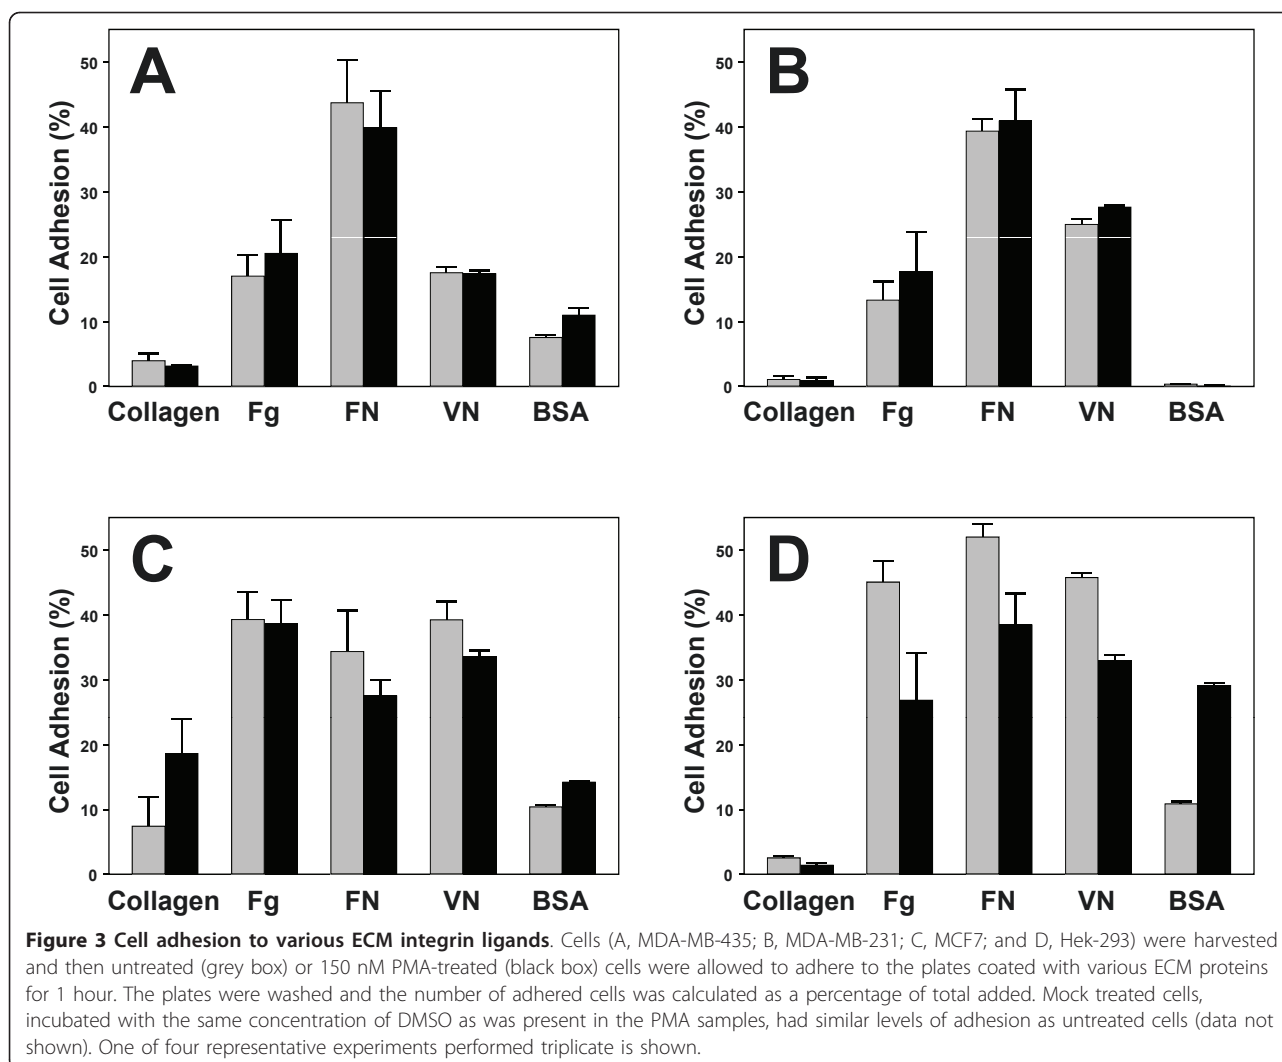 A
Cell Adhesion (%)
50
40
30
20
10
0
Collagen Fg FN VN BSA
B
Cell Adhesion (%)
50
40
30
20
10
0
Collagen Fg FN VN BSA
C
Cell Adhesion (%)
50
40
30
20
10
0
Collagen Fg FN VN BSA
D
Cell Adhesion (%)
50
40
30
20
10
0
Collagen Fg FN VN BSA
Figure 3 Cell adhesion to various ECM integrin ligands. Cells (A, MDA-MB-435; B, MDA-MB-231; C, MCF7; and D, Hek-293) were harvested
and then untreated (grey box) or 150 nM PMA-treated (black box) cells were allowed to adhere to the plates coated with various ECM proteins
for 1 hour. The plates were washed and the number of adhered cells was calculated as a percentage of total added. Mock treated cells,
incubated with the same concentration of DMSO as was present in the PMA samples, had similar levels of adhesion as untreated cells (data not
shown). One of four representative experiments performed triplicate is shown.